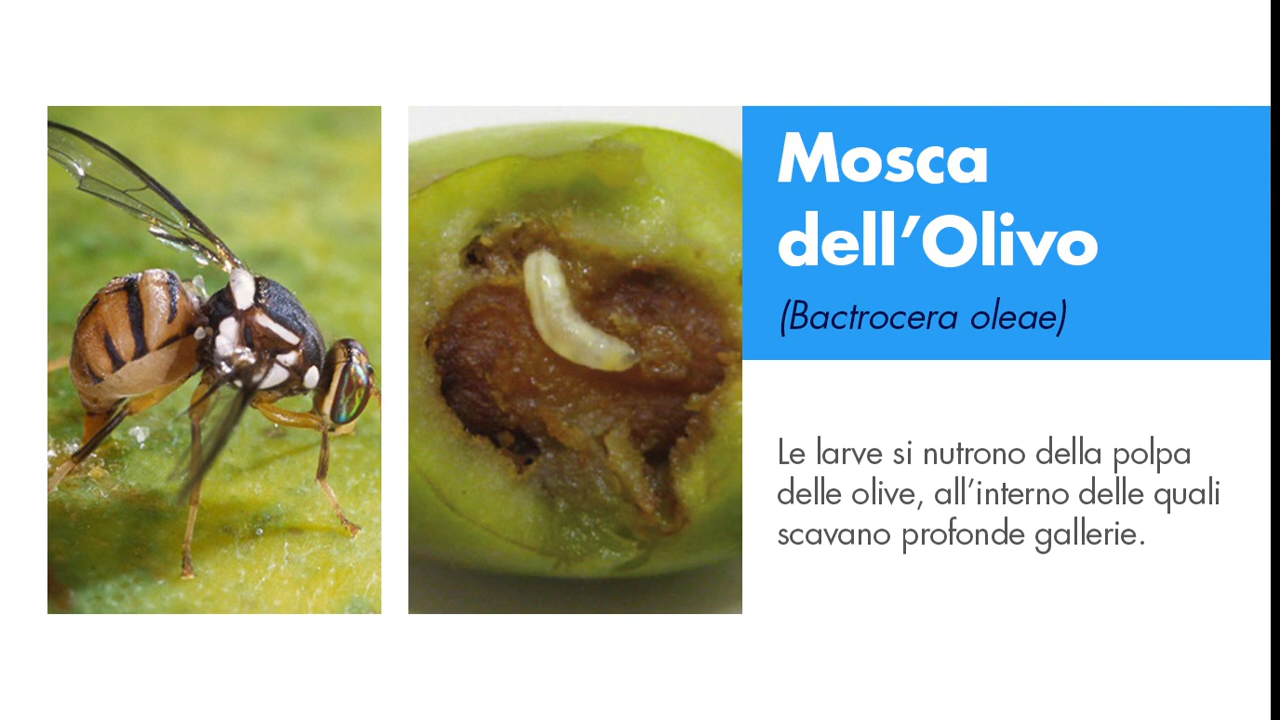 Mosca
dell’Olivo
(Bactrocera oleae)
Le larve si nutrono della polpa
delle olive, all’interno delle quali
scavano profonde gallerie.